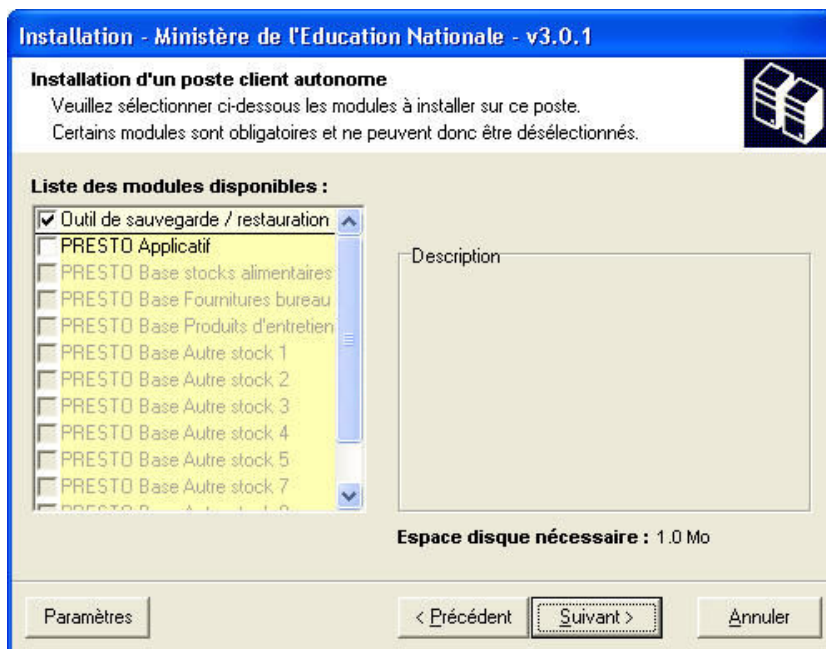 Installation - Ministère de l'Education Nationale - v3.0.1
Installation d'un poste client autonome
Veuillez sélectionner ci-dessous les modules à installer sur ce poste.
Certains modules sont obligatoires et ne peuvent donc être désélectionnés.
Liste des modules disponibles :
Outil de sauvegarde / restauration
PRESTO Applicatif
PRESTO Base stocks alimentaires
PRESTO Base Fournitures bureau
PRESTO Base Produits d'entretien
PRESTO Base Autre stock 1
PRESTO Base Autre stock 2
PRESTO Base Autre stock 3
PRESTO Base Autre stock 4
PRESTO Base Autre stock 5
PRESTO Base Autre stock 7
Description
Espace disque nécessaire : 1.0 Mo
Paramètres
< Précédent
Suivant >
Annuler